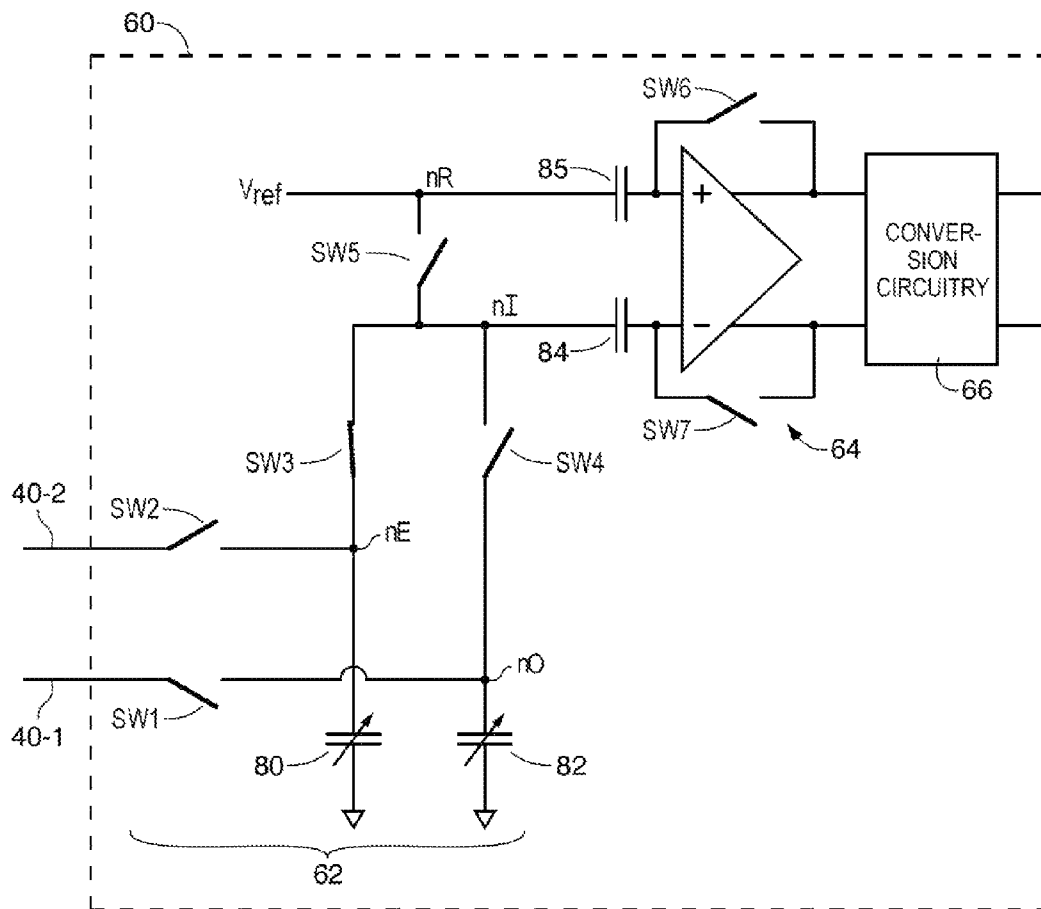 60
SW6
85
nR
Vref
SW5
nI
84
+
−
CONVER-
SION
CIRCUITRY
66
SW7
64
SW3
SW4
40-2
SW2
nE
nO
40-1
SW1
80
82
62